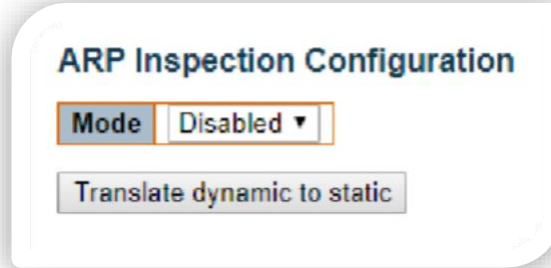 ARP Inspection Configuration
Mode Disabled
Translate dynamic to static